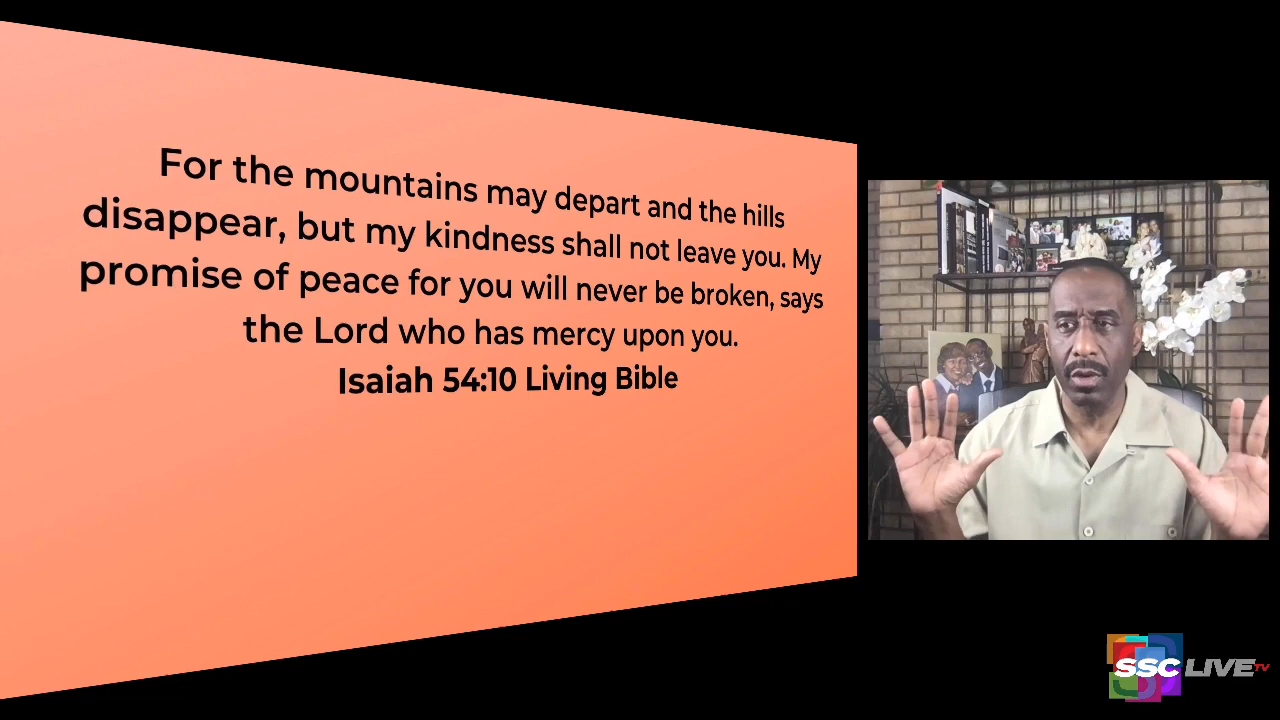 For the mountains may depart and the hills
disappear, but my kindness shall not leave you. My
promise of peace for you will never be broken, says
the Lord who has mercy upon you.
Isaiah 54:10 Living Bible
SSC LIVE TV